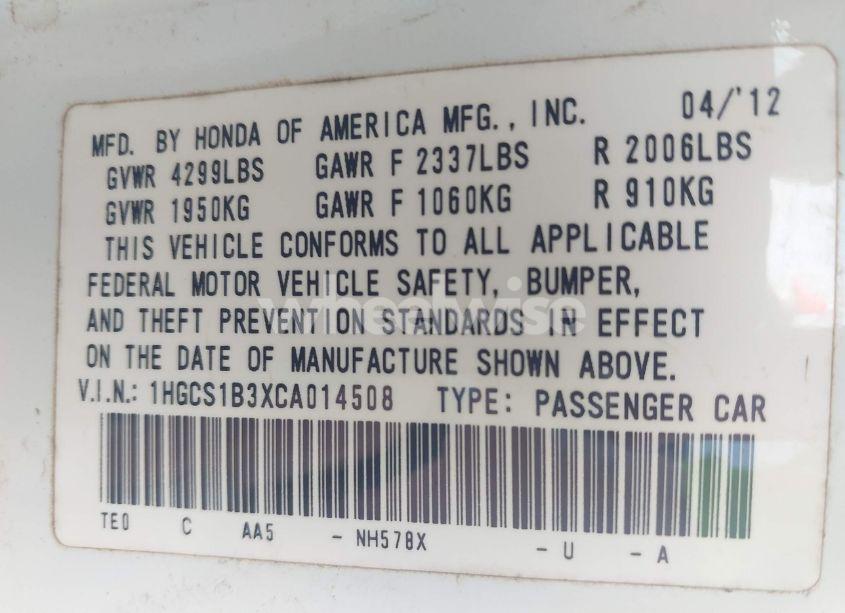 MFD. BY HONDA OF AMERICA MFG., INC. 04/'12
GVWR 4299LBS GAWR F 2337LBS R 2006LBS
GVWR 1950KG GAWR F 1060KG R 910KG
THIS VEHICLE CONFORMS TO ALL APPLICABLE
FEDERAL MOTOR VEHICLE SAFETY, BUMPER,
wheelwise
AND THEFT PREVENTION STANDARDS IN EFFECT
ON THE DATE OF MANUFACTURE SHOWN ABOVE.
V.I.N.: 1HGCS1B3XCA014508 TYPE: PASSENGER CAR
TE0 C AA5 - NH578X - U - A